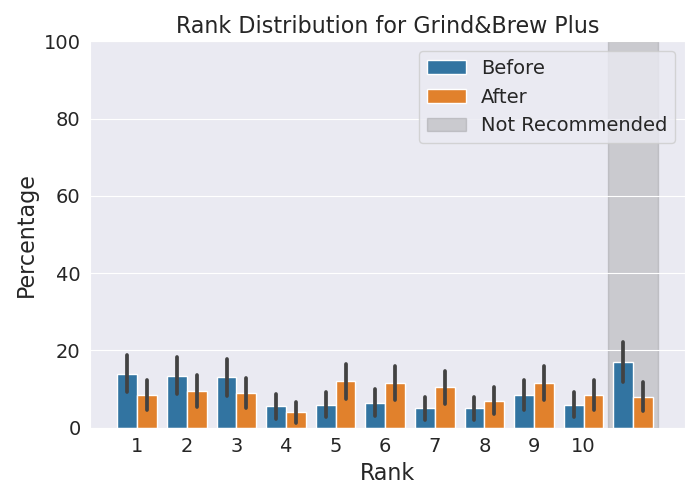 Rank Distribution for Grind&Brew Plus
100
80
60
40
20
0
Percentage
Before
After
Not Recommended
1 2 3 4 5 6 7 8 9 10
Rank